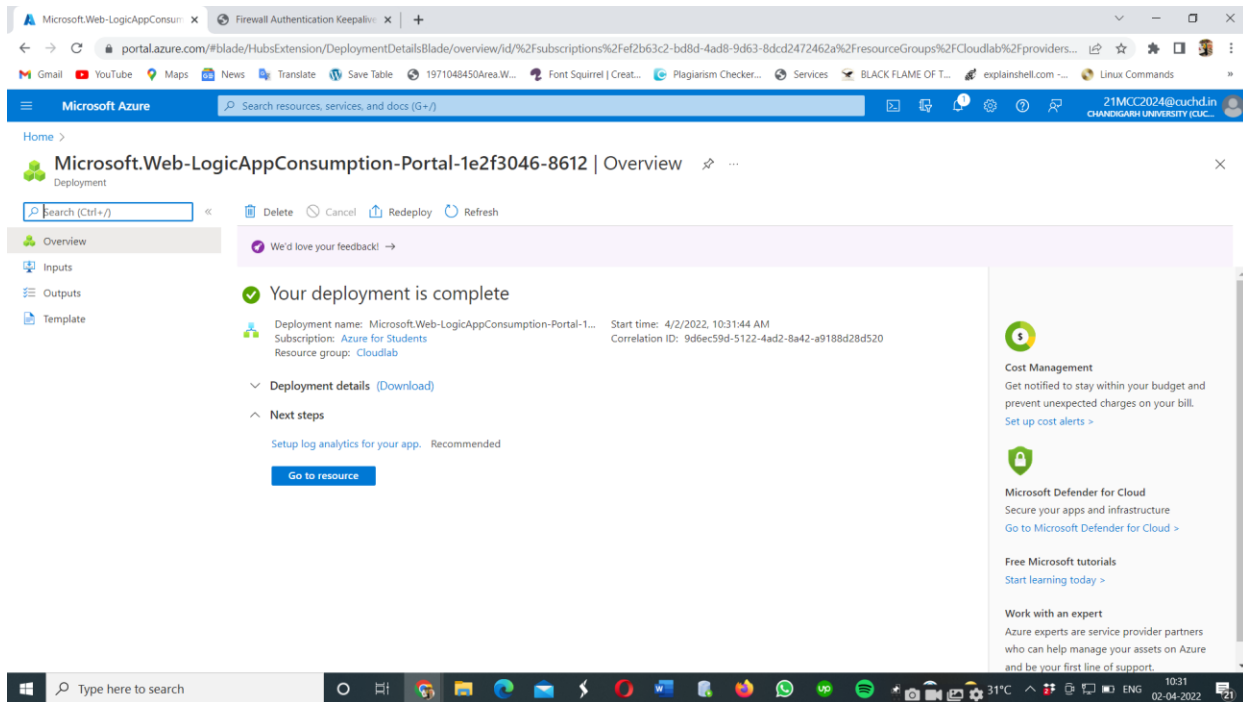 Microsoft.Web-LogicAppConsum
Firewall Authentication Keepalive
portal.azure.com/#blade/HubsExtension/DeploymentDetailsBlade/overview/id/%2Fsubscriptions%2Fef2b63c2-bd8d-4ad8-9d63-8dcd2472462a%2FresourceGroups%2FCloudlab%2Fproviders...
Gmail YouTube Maps News Translate Save Table 1971048450Area.W... Font Squirrel | Creat... Plagiarism Checker... Services BLACK FLAME OF T... explainshell.com -... Linux Commands »
Microsoft Azure
Search resources, services, and docs (G+/)
1
21MCC2024@cuchd.in
CHANDIGARH UNIVERSITY (CUC...
Home >
Microsoft.Web-LogicAppConsumption-Portal-1e2f3046-8612 | Overview ...
Deployment
Search (Ctrl+/) «
Delete Cancel Redeploy Refresh
Overview
Inputs
Outputs
Template
We'd love your feedback! →
Your deployment is complete
Deployment name: Microsoft.Web-LogicAppConsumption-Portal-1... Start time: 4/2/2022, 10:31:44 AM
Subscription: Azure for Students Correlation ID: 9d6ec59d-5122-4ad2-8a42-a9188d28d520
Resource group: Cloudlab
Deployment details (Download)
Next steps
Setup log analytics for your app. Recommended
Go to resource
Cost Management
Get notified to stay within your budget and
prevent unexpected charges on your bill.
Set up cost alerts >
Microsoft Defender for Cloud
Secure your apps and infrastructure
Go to Microsoft Defender for Cloud >
Free Microsoft tutorials
Start learning today >
Work with an expert
Azure experts are service provider partners
who can help manage your assets on Azure
and be your first line of support.
Type here to search
up
31°C
ENG
10:31
02-04-2022
21